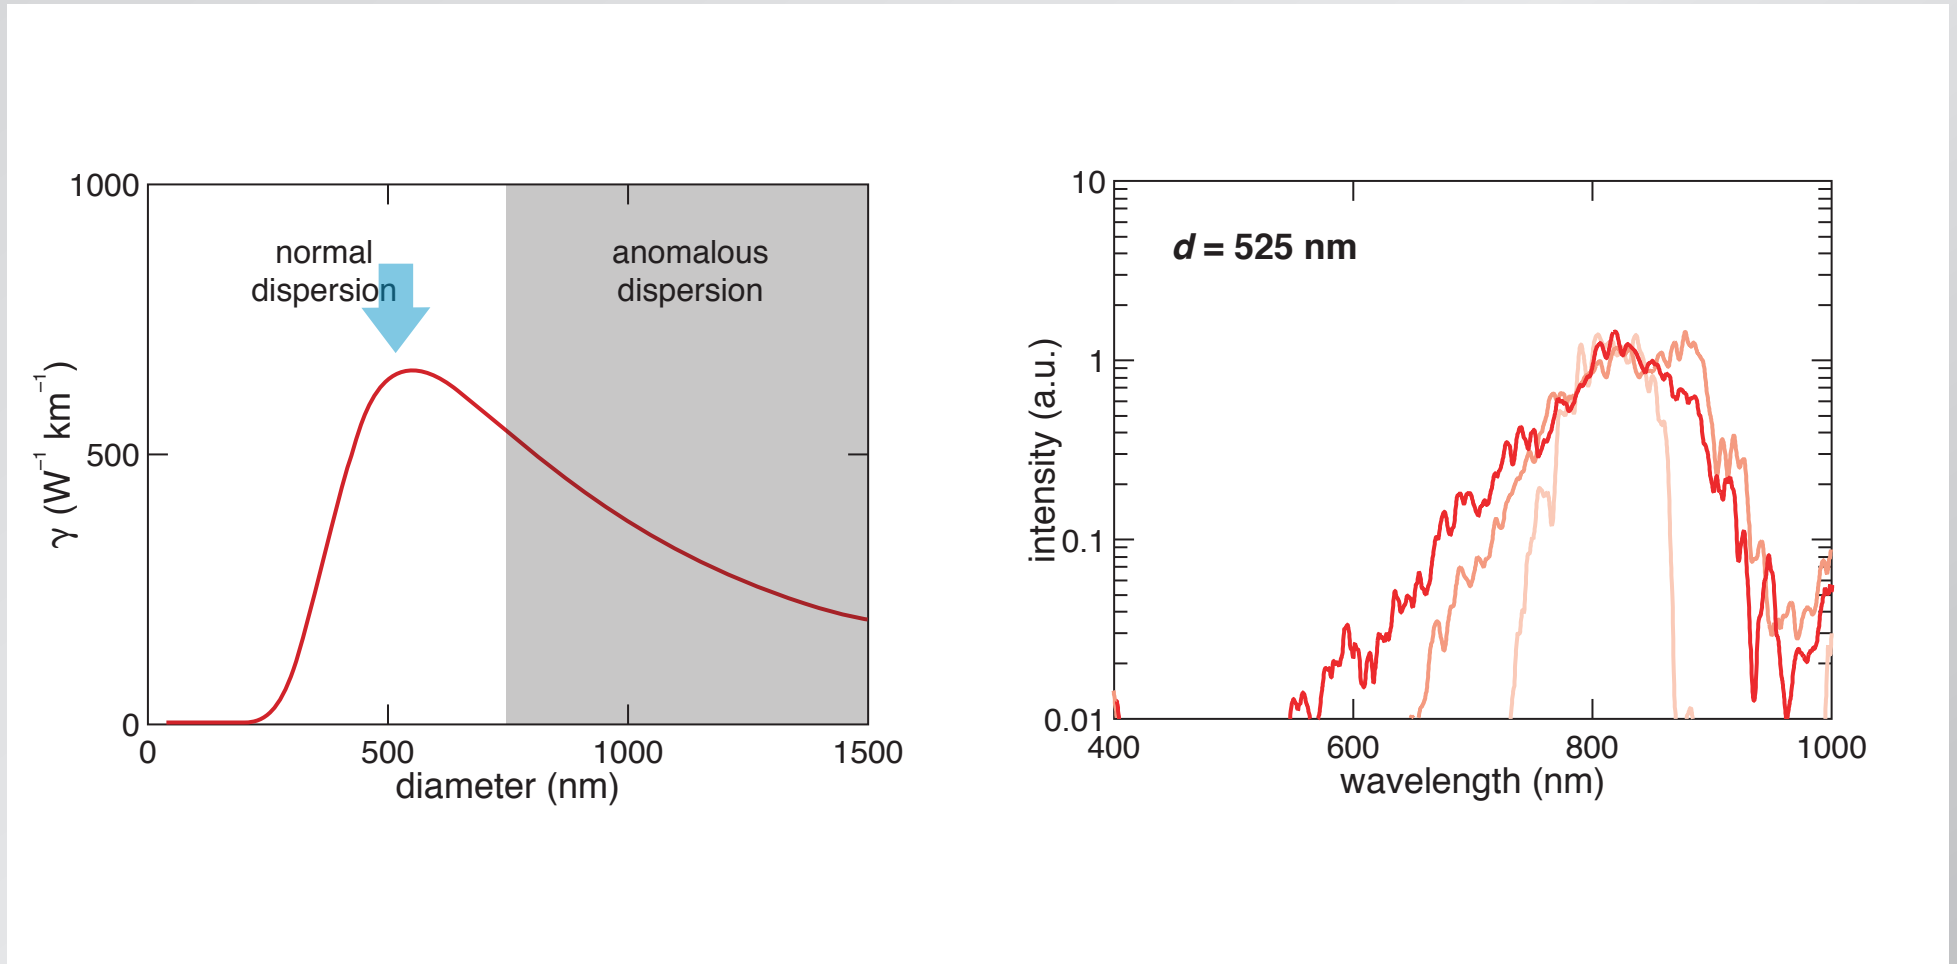 1000
500
0
0
500
1000
1500
γ (W⁻¹ km⁻¹)
diameter (nm)
normal
dispersion
anomalous
dispersion
10
1
0.1
0.01
400
600
800
1000
intensity (a.u.)
wavelength (nm)
d = 525 nm